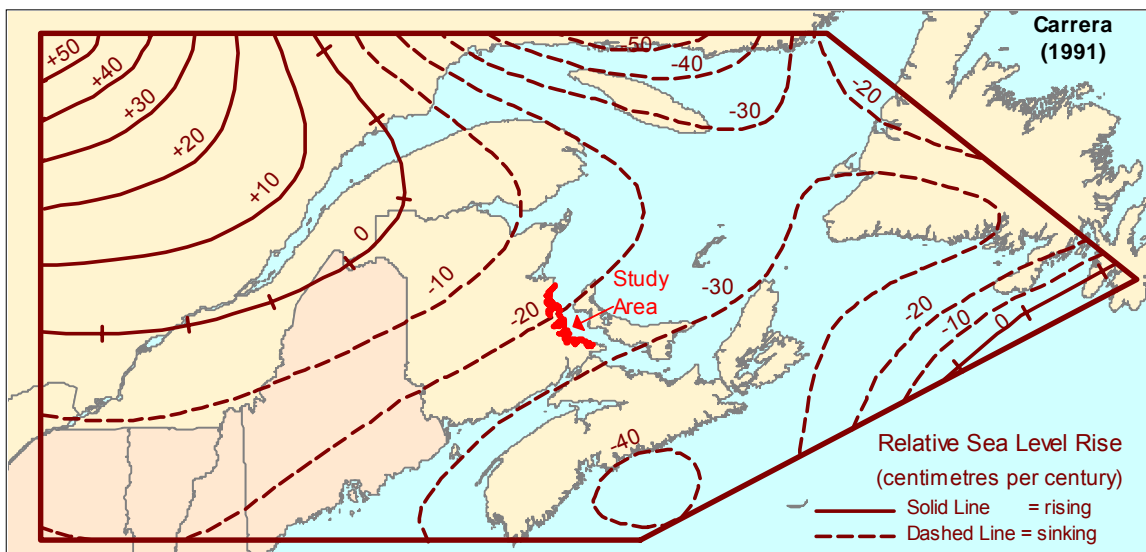 Carrera
(1991)
+50
+40
+30
+20
+10
0
-10
-20
-50
-40
-30
-20
-30
-20
-10
0
-40
Study
Area
Relative Sea Level Rise
(centimetres per century)
Solid Line = rising
Dashed Line = sinking